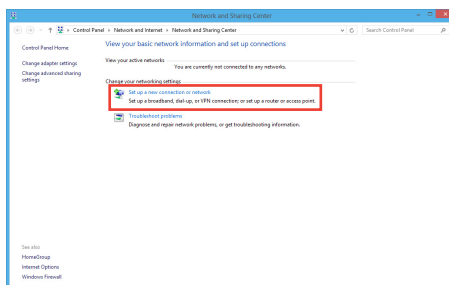 Network and Sharing Center
Control Panel › Network and Internet › Network and Sharing Center
Search Control Panel
Control Panel Home
Change adapter settings
Change advanced sharing
settings
View your basic network information and set up connections
View your active networks
You are currently not connected to any networks.
Change your networking settings
Set up a new connection or network
Set up a broadband, dial-up, or VPN connection; or set up a router or access point.
Troubleshoot problems
Diagnose and repair network problems, or get troubleshooting information.
See also
HomeGroup
Internet Options
Windows Firewall